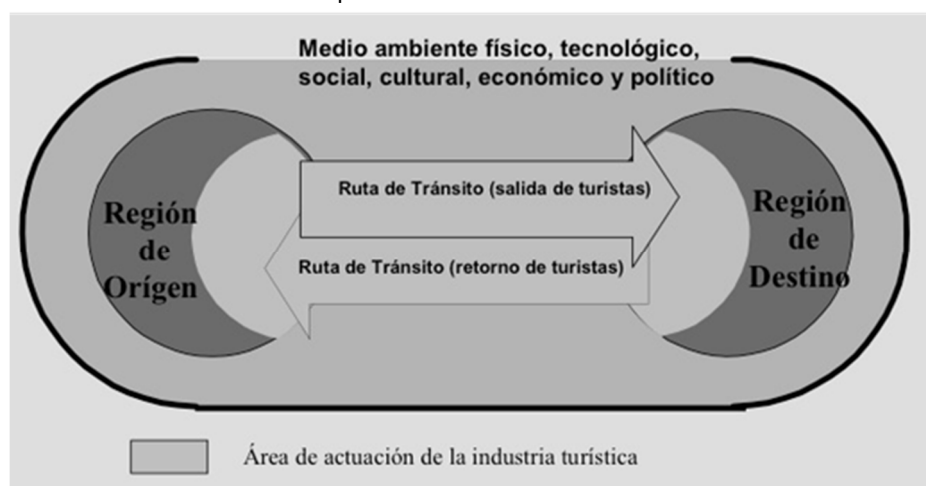 Medio ambiente físico, tecnológico,
social, cultural, económico y político
Ruta de Tránsito (salida de turistas)
Región
de
Orígen
Región
de
Destino
Ruta de Tránsito (retorno de turistas)
Área de actuación de la industria turística